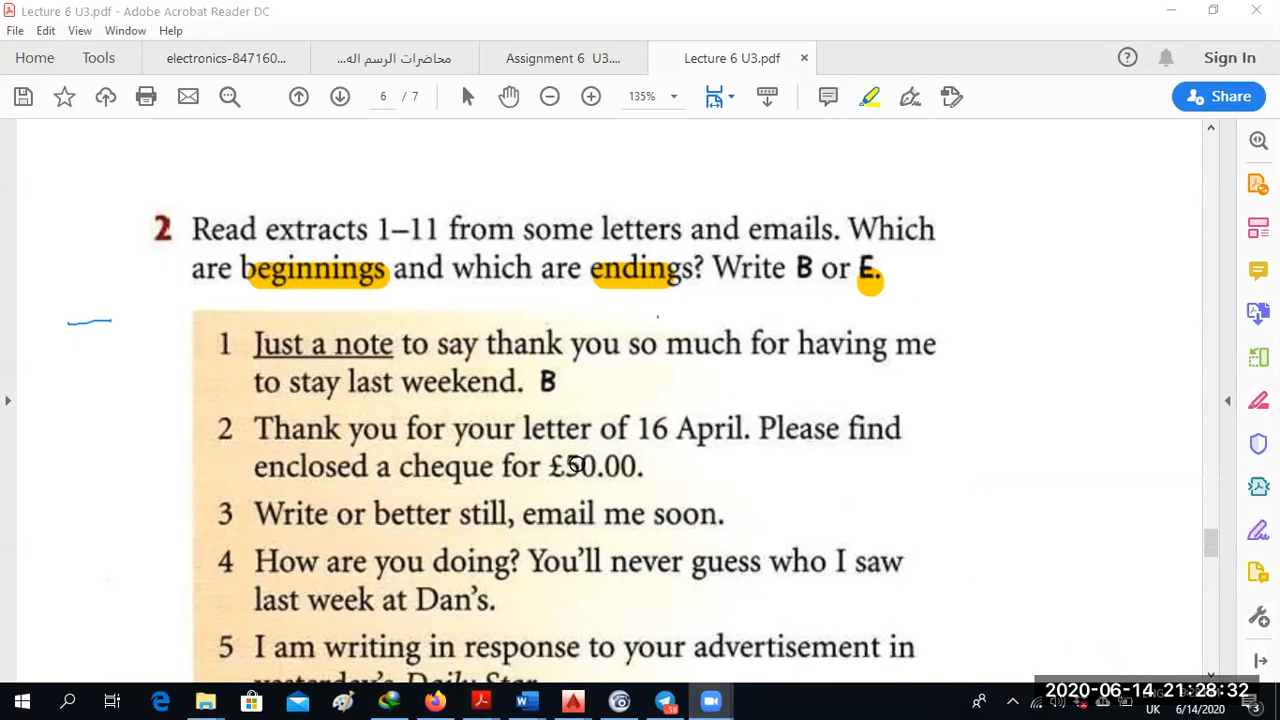 Lecture 6 U3.pdf - Adobe Acrobat Reader DC
File Edit View Window Help
Home Tools electronics-847160... محاضرات الرسم اله... Assignment 6 U3.... Lecture 6 U3.pdf × Sign In
6 / 7 135% Share
2 Read extracts 1–11 from some letters and emails. Which
are beginnings and which are endings? Write B or E.
1 Just a note to say thank you so much for having me
to stay last weekend. B
2 Thank you for your letter of 16 April. Please find
enclosed a cheque for £50.00.
3 Write or better still, email me soon.
4 How are you doing? You'll never guess who I saw
last week at Dan's.
5 I am writing in response to your advertisement in
yesterday's Daily Star.
2020-06-14 21:28:32
UK 6/14/2020